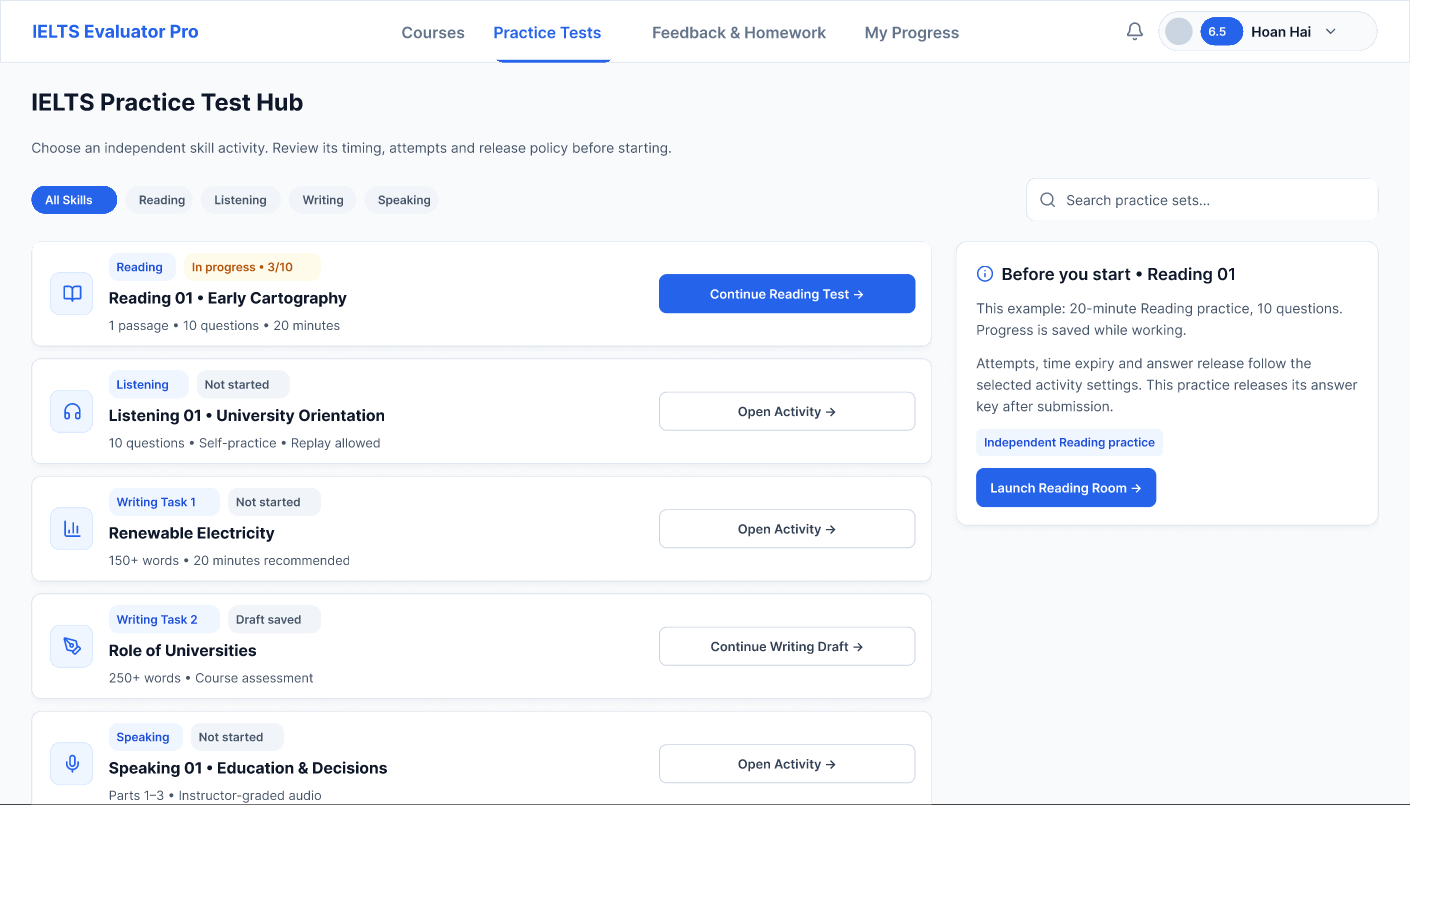 IELTS Evaluator Pro
Courses
Practice Tests
Feedback & Homework
My Progress
6.5
Hoan Hai
IELTS Practice Test Hub
Choose an independent skill activity. Review its timing, attempts and release policy before starting.
All Skills
Reading
Listening
Writing
Speaking
Search practice sets...
Reading
In progress • 3/10
Reading 01 • Early Cartography
1 passage • 10 questions • 20 minutes
Continue Reading Test →
Listening
Not started
Listening 01 • University Orientation
10 questions • Self-practice • Replay allowed
Open Activity →
Writing Task 1
Not started
Renewable Electricity
150+ words • 20 minutes recommended
Open Activity →
Writing Task 2
Draft saved
Role of Universities
250+ words • Course assessment
Continue Writing Draft →
Speaking
Not started
Speaking 01 • Education & Decisions
Parts 1–3 • Instructor-graded audio
Open Activity →
Before you start • Reading 01
This example: 20-minute Reading practice, 10 questions.
Progress is saved while working.
Attempts, time expiry and answer release follow the
selected activity settings. This practice releases its answer
key after submission.
Independent Reading practice
Launch Reading Room →